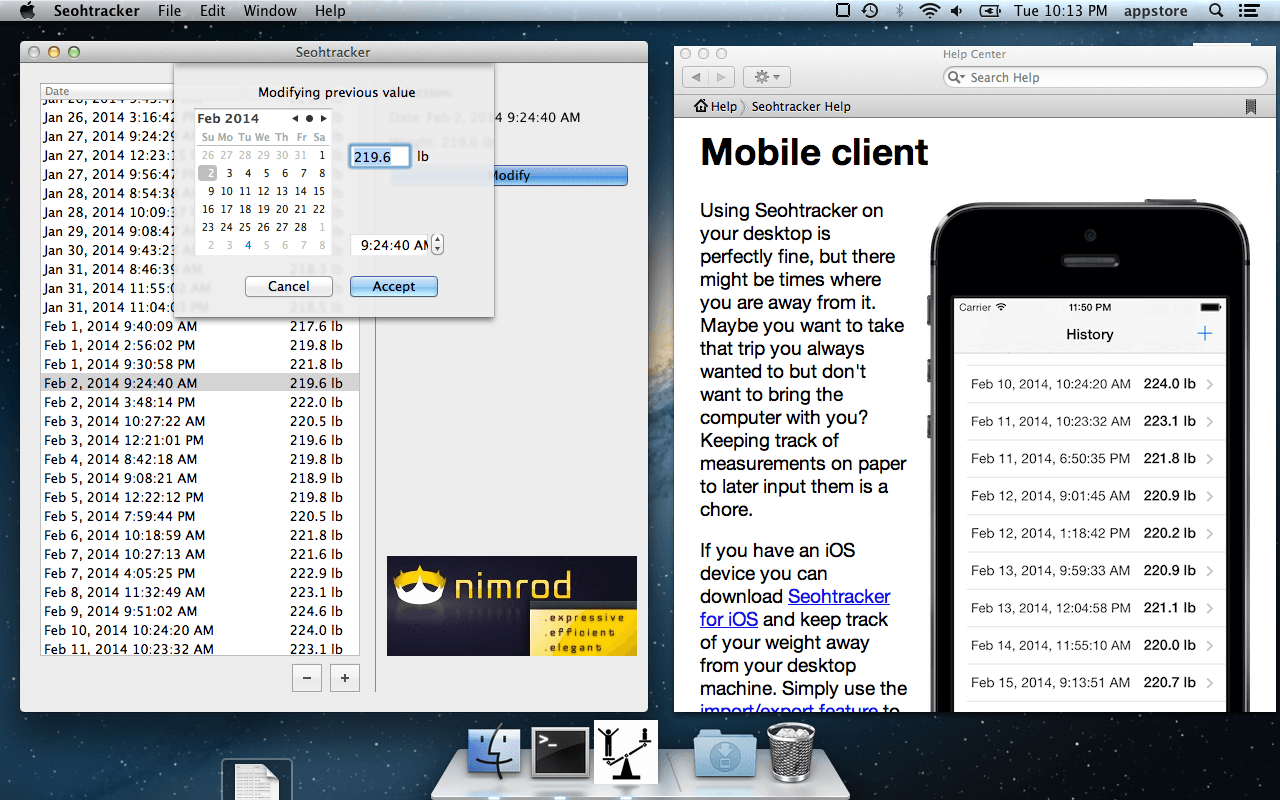 Seohtracker File Edit Window Help
Tue 10:13 PM appstore
Seohtracker
Date
Jan 26, 2014 3:16:42
Jan 27, 2014 9:24:29
Jan 27, 2014 12:23:1
Jan 27, 2014 9:56:42
Jan 28, 2014 8:54:38
Jan 28, 2014 10:09:3
Jan 29, 2014 9:08:42
Jan 30, 2014 9:43:23
Jan 31, 2014 8:46:39
Jan 31, 2014 11:55:0
Jan 31, 2014 11:04:0
Feb 1, 2014 9:40:09 AM 217.6 lb
Feb 1, 2014 2:56:02 PM 219.8 lb
Feb 1, 2014 9:30:58 PM 221.8 lb
Feb 2, 2014 9:24:40 AM 219.6 lb
Feb 2, 2014 3:48:14 PM 222.0 lb
Feb 3, 2014 10:27:22 AM 220.5 lb
Feb 3, 2014 12:21:01 PM 219.6 lb
Feb 4, 2014 8:42:18 AM 219.8 lb
Feb 5, 2014 9:08:21 AM 218.9 lb
Feb 5, 2014 12:22:12 PM 219.8 lb
Feb 5, 2014 7:59:44 PM 220.5 lb
Feb 6, 2014 10:18:59 AM 221.8 lb
Feb 7, 2014 10:27:13 AM 221.6 lb
Feb 7, 2014 4:05:25 PM 222.9 lb
Feb 8, 2014 11:32:49 AM 223.1 lb
Feb 9, 2014 9:51:02 AM 224.6 lb
Feb 10, 2014 10:24:20 AM 224.0 lb
Feb 11, 2014 10:23:32 AM 223.1 lb
Modifying previous value
Feb 2014
Su Mo Tu We Th Fr Sa
26 27 28 29 30 31 1
2 3 4 5 6 7 8
9 10 11 12 13 14 15
16 17 18 19 20 21 22
23 24 25 26 27 28 1
2 3 4 5 6 7 8
219.6 lb
9:24:40 AM
Cancel Accept
Date: Feb 2, 2014 9:24:40 AM
Modify
nimrod
.expressive
.efficient
.elegant
− +
Help Center
Search Help
Help Seohtracker Help
Mobile client
Using Seohtracker on
your desktop is
perfectly fine, but there
might be times where
you are away from it.
Maybe you want to take
that trip you always
wanted to but don't
want to bring the
computer with you?
Keeping track of
measurements on paper
to later input them is a
chore.
If you have an iOS
device you can
download Seohtracker
for iOS and keep track
of your weight away
from your desktop
machine. Simply use the
import/export feature to
Carrier 11:50 PM
History +
Feb 10, 2014, 10:24:20 AM 224.0 lb
Feb 11, 2014, 10:23:32 AM 223.1 lb
Feb 11, 2014, 6:50:35 PM 221.8 lb
Feb 12, 2014, 9:01:45 AM 220.9 lb
Feb 12, 2014, 1:18:42 PM 220.2 lb
Feb 13, 2014, 9:59:33 AM 220.9 lb
Feb 13, 2014, 12:04:58 PM 221.1 lb
Feb 14, 2014, 11:55:10 AM 220.0 lb
Feb 15, 2014, 9:13:51 AM 220.7 lb